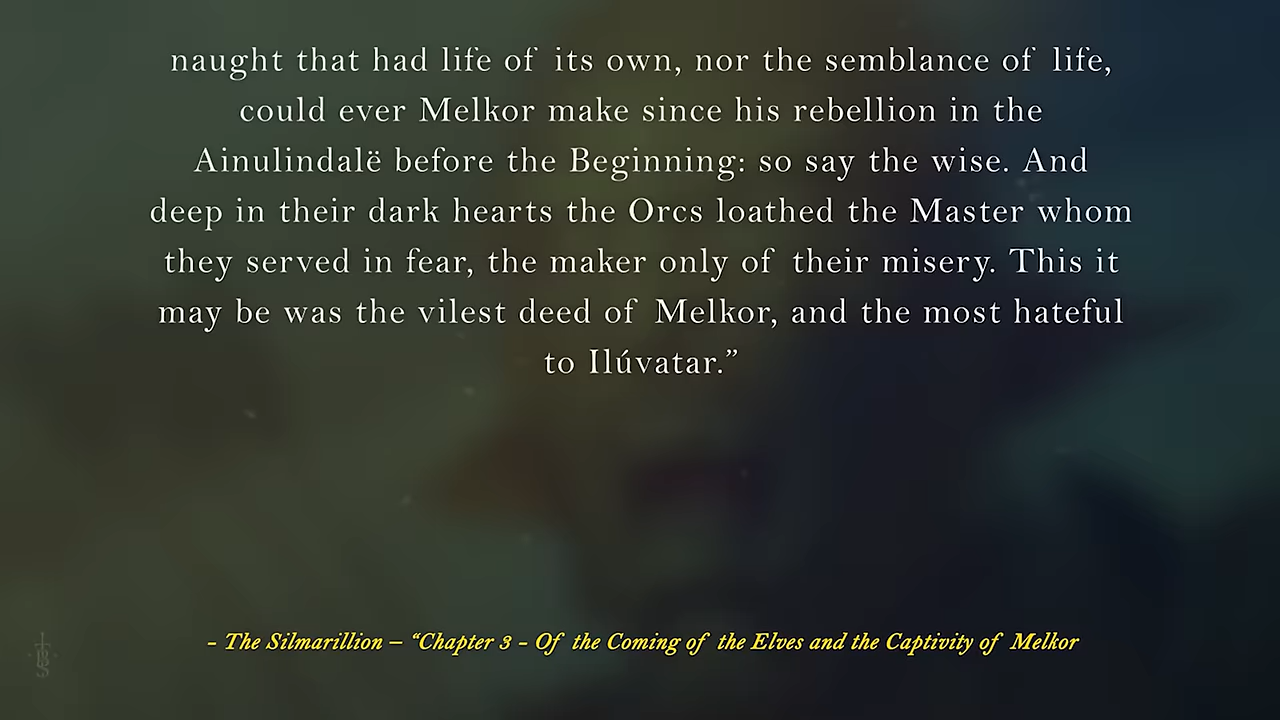 naught that had life of its own, nor the semblance of life,
could ever Melkor make since his rebellion in the
Ainulindalë before the Beginning: so say the wise. And
deep in their dark hearts the Orcs loathed the Master whom
they served in fear, the maker only of their misery. This it
may be was the vilest deed of Melkor, and the most hateful
to Ilúvatar.”
- The Silmarillion – “Chapter 3 - Of the Coming of the Elves and the Captivity of Melkor